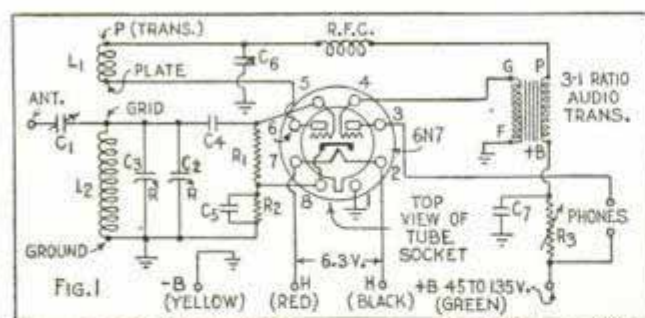 P (TRANS.)
R.F.C.
L1
C6
PLATE
5
4
G
P
3-1 RATIO
AUDIO
TRANS.
ANT.
GRID
3
C1
C4
6
6N7
F
+B
L2
C3
C2
R1
7
2
R
R
C5
R2
8
1
TOP
VIEW OF
TUBE
SOCKET
C7
R3
PHONES
GROUND
FIG.1
-B
(YELLOW)
6.3 V.
H
(RED)
H
(BLACK)
+B 45 TO 135V.
(GREEN)